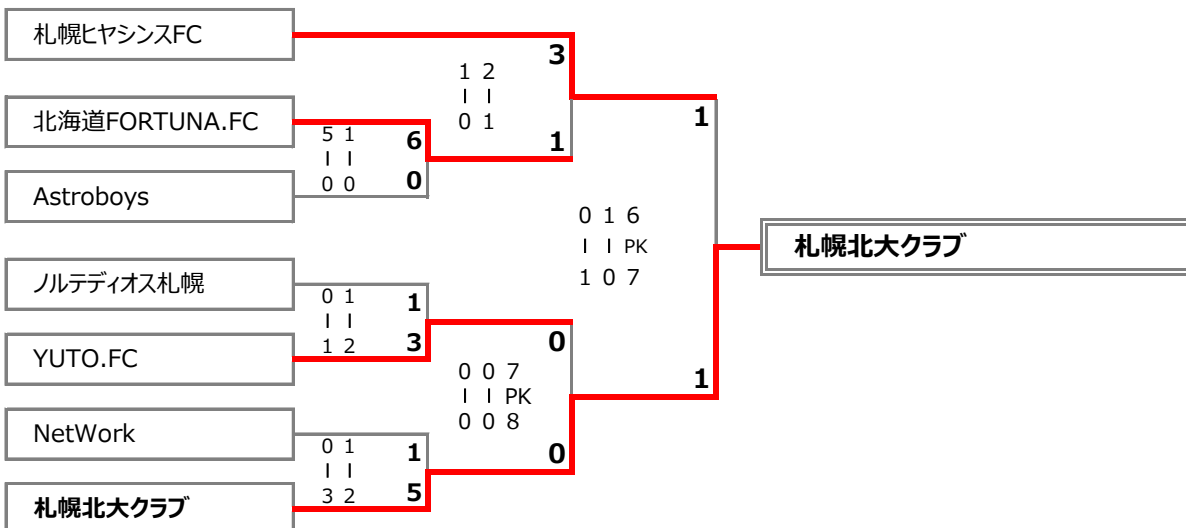 札幌ヒヤシンスFC
3
1 2
I I
0 1
1
北海道FORTUNA.FC
5 1
I I
0 0
6
1
Astroboys
0
0 1 6
I I PK
1 0 7
札幌北大クラブ
ノルテディオス札幌
0 1
I I
1 2
1
YUTO.FC
3
0
0 0 7
I I PK
0 0 8
1
NetWork
0 1
I I
3 2
1
0
札幌北大クラブ
5